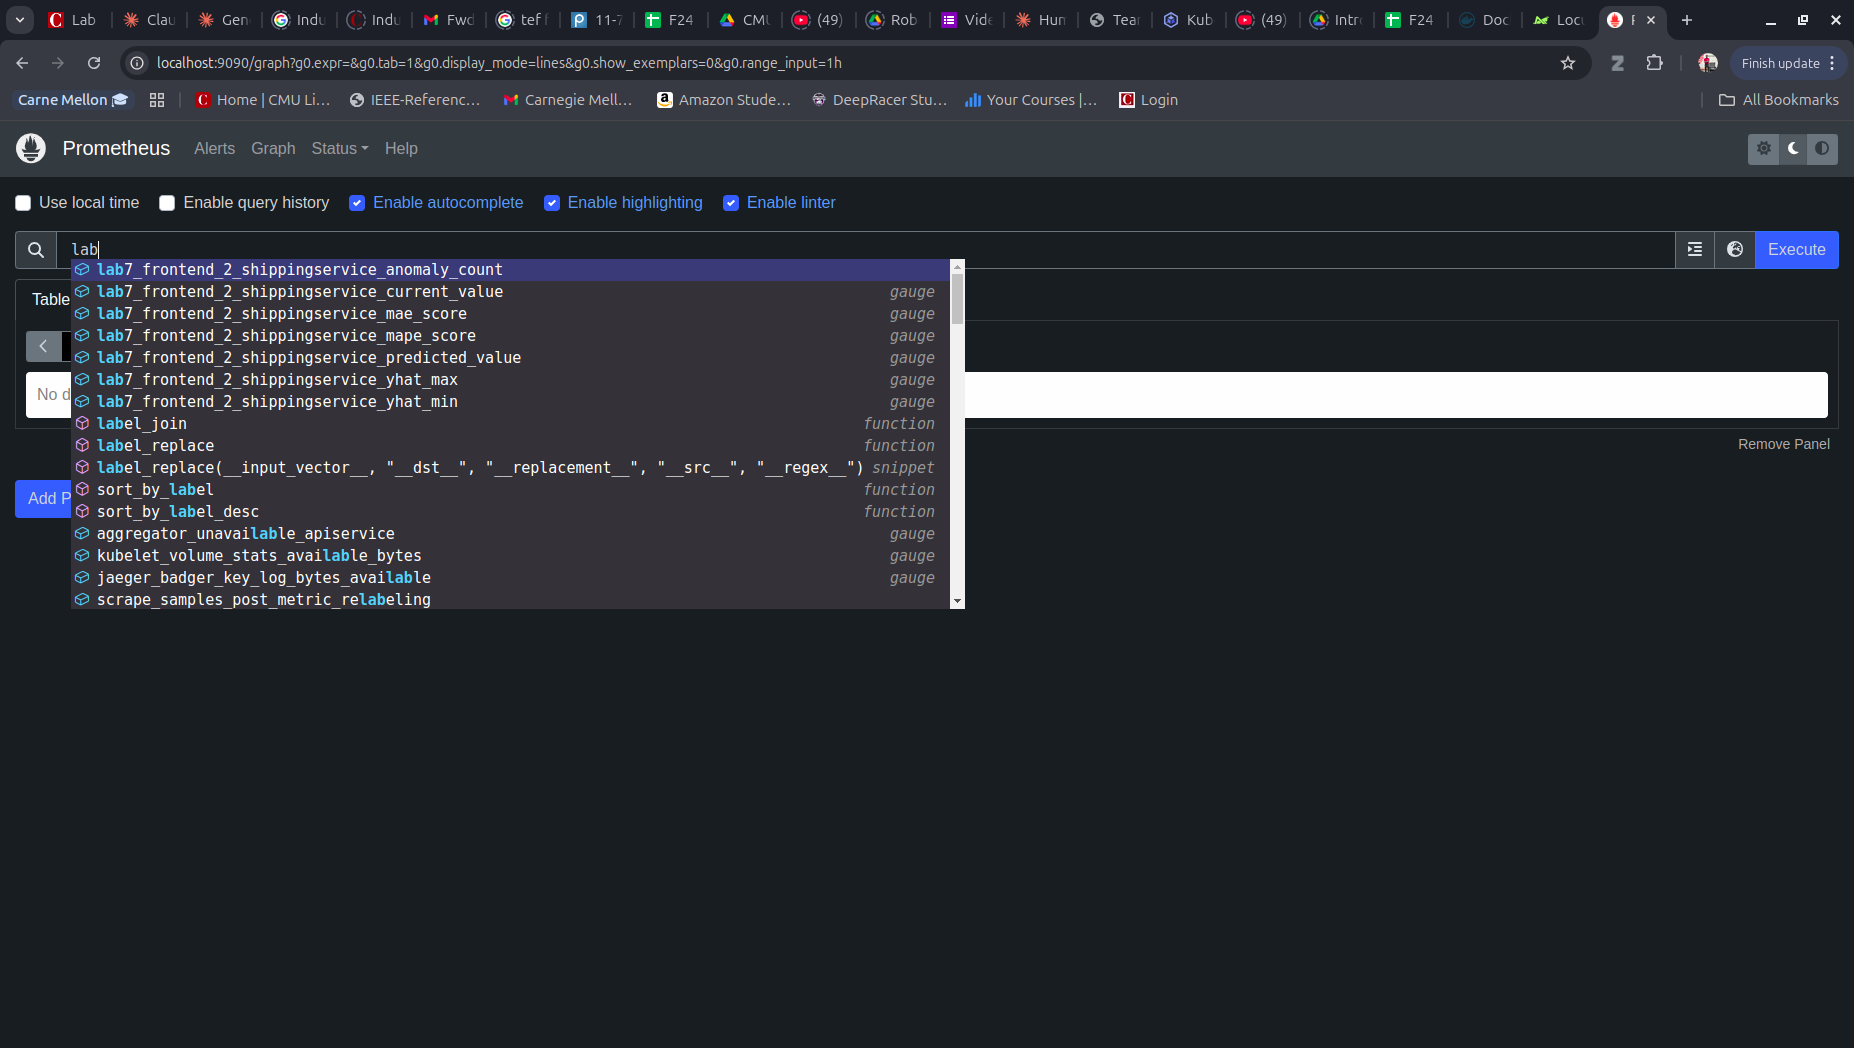 Lab Clau Gen Indu Indu Fwd tef f 11-7 F24 CMU (49) Rob Vide Hum Tear Kub (49) Intro F24 Doc Locu
localhost:9090/graph?g0.expr=&g0.tab=1&g0.display_mode=lines&g0.show_exemplars=0&g0.range_input=1h Finish update
Carne Mellon Home | CMU Li... IEEE-Referenc... Carnegie Mell... Amazon Stude... DeepRacer Stu... Your Courses |... Login All Bookmarks
Prometheus Alerts Graph Status Help
Use local time Enable query history Enable autocomplete Enable highlighting Enable linter
lab Execute
lab7_frontend_2_shippingservice_anomaly_count
lab7_frontend_2_shippingservice_current_value gauge
Table
lab7_frontend_2_shippingservice_mae_score gauge
lab7_frontend_2_shippingservice_mape_score gauge
lab7_frontend_2_shippingservice_predicted_value gauge
lab7_frontend_2_shippingservice_yhat_max gauge
No d
lab7_frontend_2_shippingservice_yhat_min gauge
label_join function
label_replace function
Remove Panel
label_replace(__input_vector__, "__dst__", "__replacement__", "__src__", "__regex__") snippet
sort_by_label function
Add P
sort_by_label_desc function
aggregator_unavailable_apiservice gauge
kubelet_volume_stats_available_bytes gauge
jaeger_badger_key_log_bytes_available gauge
scrape_samples_post_metric_relabeling